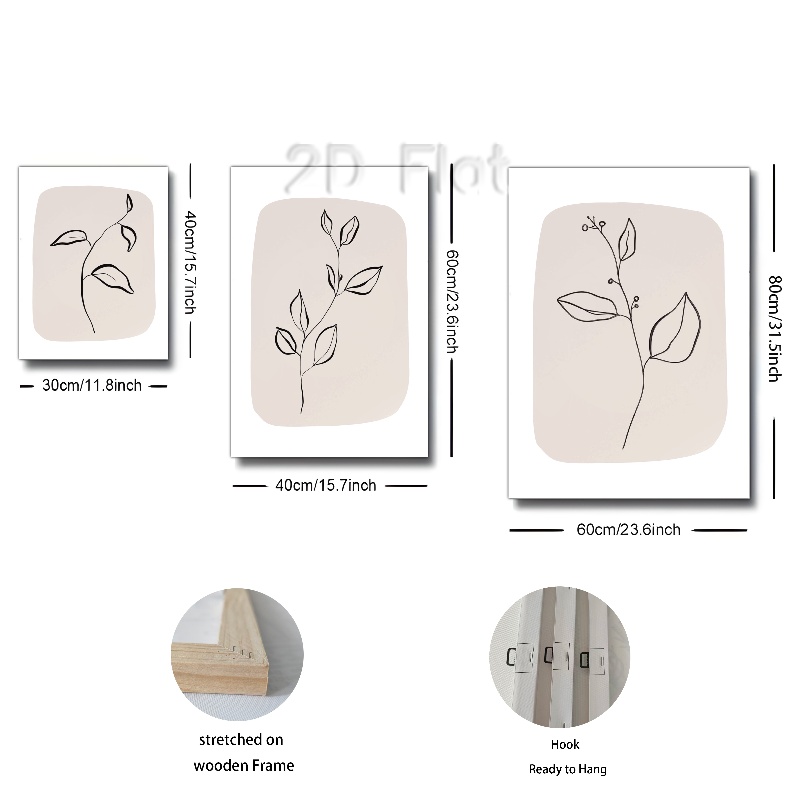 2D Flat
40cm/15.7inch
60cm/23.6inch
80cm/31.5inch
30cm/11.8inch
40cm/15.7inch
60cm/23.6inch
stretched on
wooden Frame
Hook
Ready to Hang